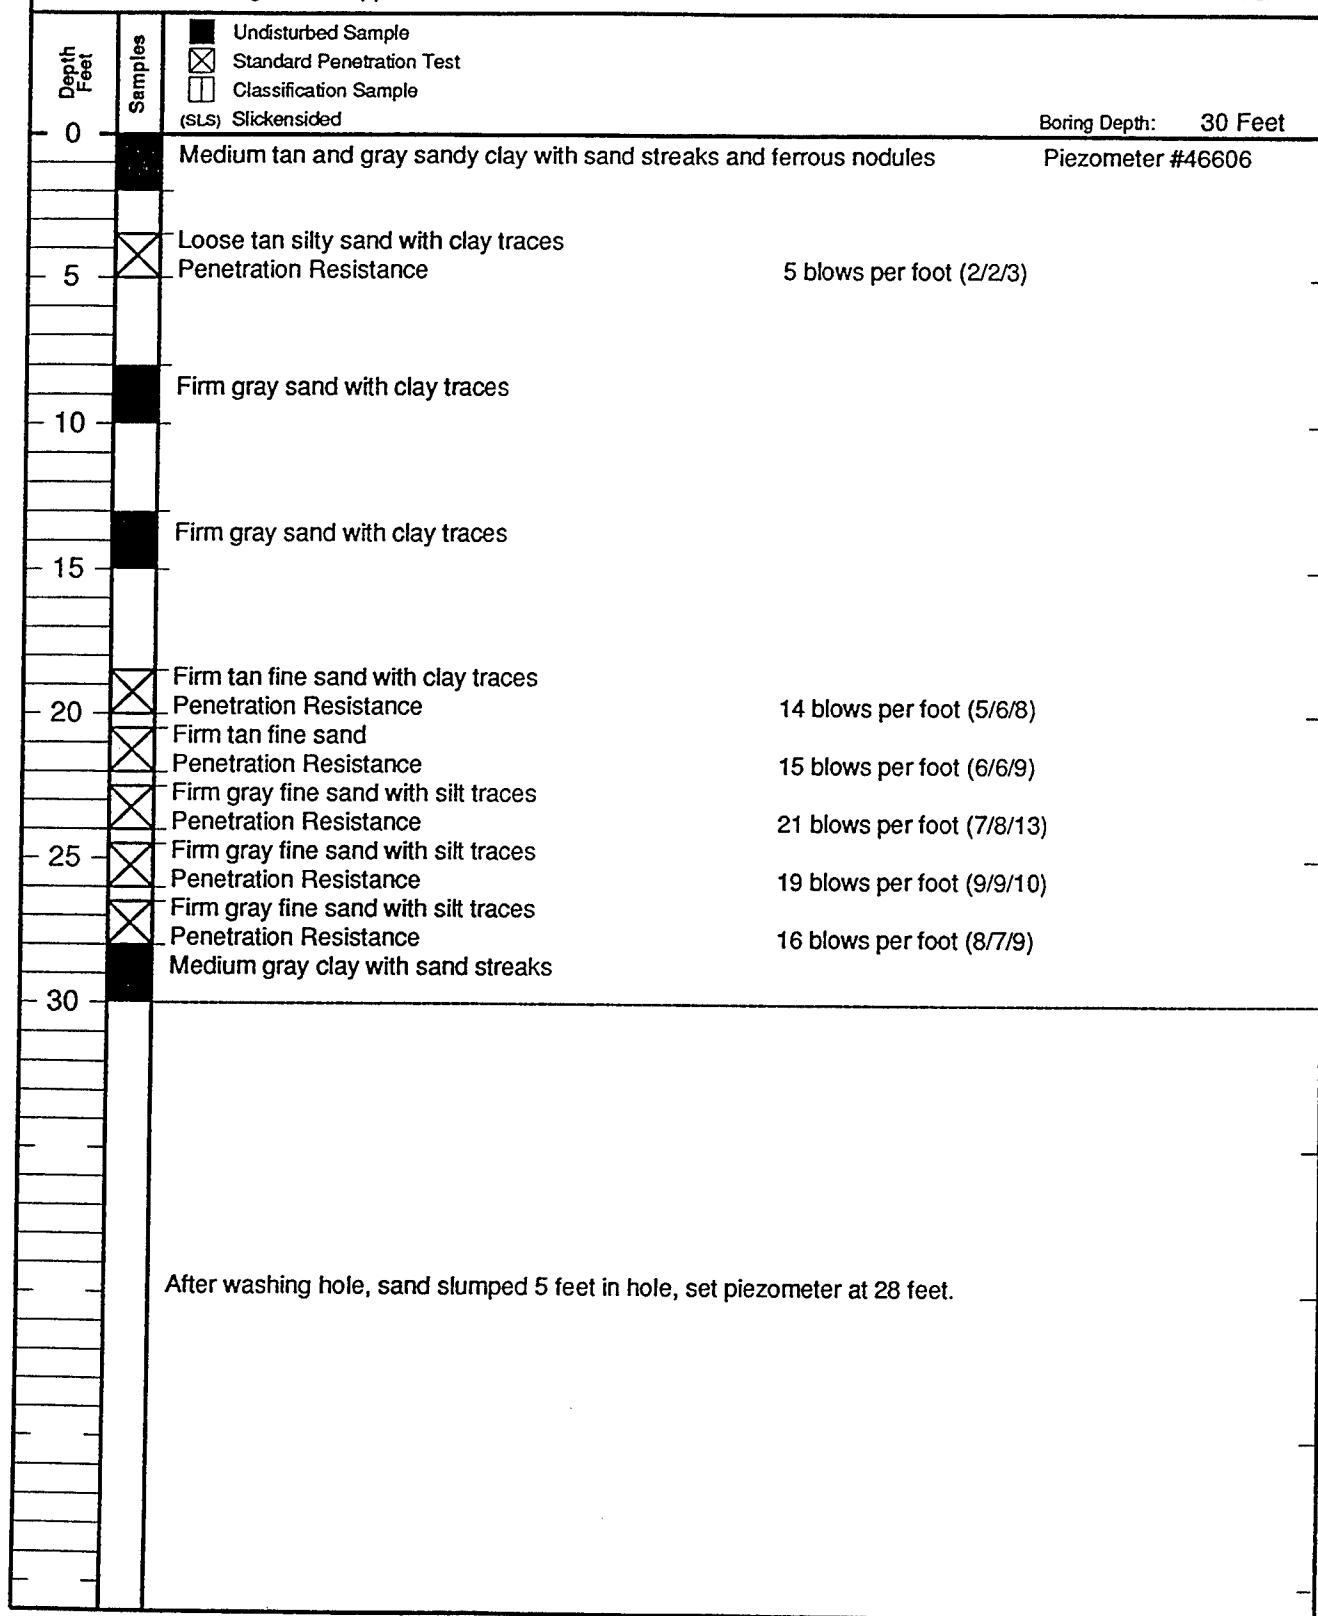 Depth Feet
Samples
Undisturbed Sample
Standard Penetration Test
Classification Sample
(SLS) Slickensided
Boring Depth: 30 Feet
0
Medium tan and gray sandy clay with sand streaks and ferrous nodules Piezometer #46606
Loose tan silty sand with clay traces
5 Penetration Resistance 5 blows per foot (2/2/3)
Firm gray sand with clay traces
10
Firm gray sand with clay traces
15
Firm tan fine sand with clay traces
20 Penetration Resistance 14 blows per foot (5/6/8)
Firm tan fine sand
Penetration Resistance 15 blows per foot (6/6/9)
Firm gray fine sand with silt traces
Penetration Resistance 21 blows per foot (7/8/13)
25 Firm gray fine sand with silt traces
Penetration Resistance 19 blows per foot (9/9/10)
Firm gray fine sand with silt traces
Penetration Resistance 16 blows per foot (8/7/9)
Medium gray clay with sand streaks
30
After washing hole, sand slumped 5 feet in hole, set piezometer at 28 feet.